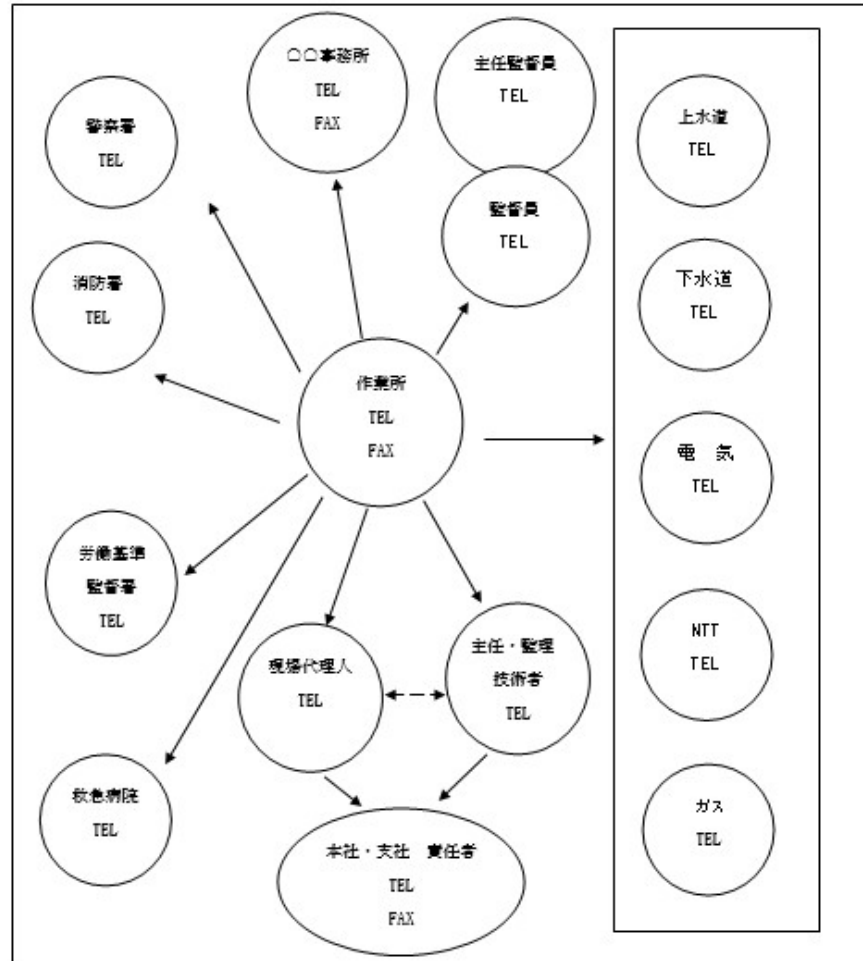 〇〇事務所
TEL
FAX
主任監督員
TEL
監督員
TEL
警察署
TEL
消防署
TEL
作業所
TEL
FAX
労働基準
監督署
TEL
現場代理人
TEL
主任・監理
技術者
TEL
救急病院
TEL
本社・支社　責任者
TEL
FAX
上水道
TEL
下水道
TEL
電　気
TEL
NTT
TEL
ガス
TEL